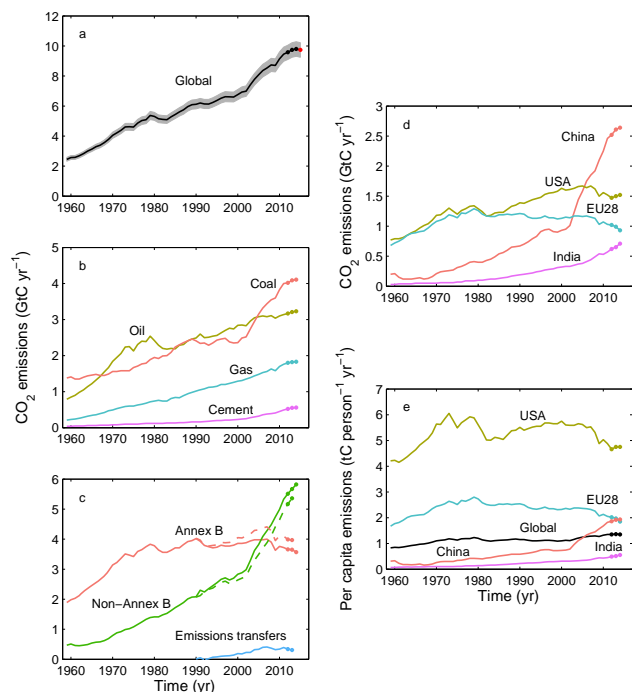 a
Global
12
10
8
6
4
2
0
1960 1970 1980 1990 2000 2010
b
Coal
Oil
Gas
Cement
5
4
3
2
1
0
1960 1970 1980 1990 2000 2010
CO2 emissions (GtC yr−1)
c
Annex B
Non−Annex B
Emissions transfers
6
5
4
3
2
1
0
1960 1970 1980 1990 2000 2010
Time (yr)
d
China
USA
EU28
India
3
2.5
2
1.5
1
0.5
0
1960 1970 1980 1990 2000 2010
CO2 emissions (GtC yr−1)
e
USA
EU28
Global
China
India
7
6
5
4
3
2
1
0
1960 1970 1980 1990 2000 2010
Time (yr)
Per capita emissions (tC person−1 yr−1)